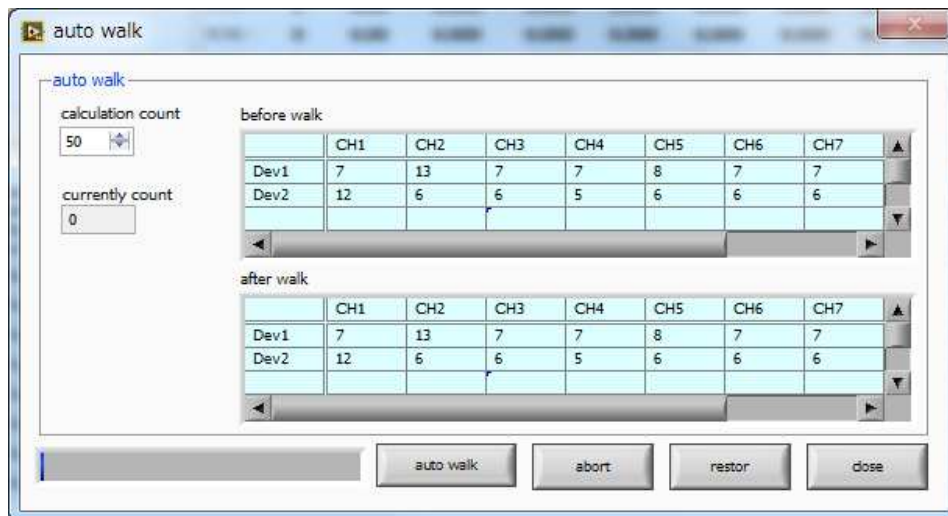 auto walk
auto walk
calculation count
50
currently count
0
before walk
CH1 CH2 CH3 CH4 CH5 CH6 CH7
Dev1 7 13 7 7 8 7 7
Dev2 12 6 6 5 6 6 6
after walk
CH1 CH2 CH3 CH4 CH5 CH6 CH7
Dev1 7 13 7 7 8 7 7
Dev2 12 6 6 5 6 6 6
auto walk abort restor close